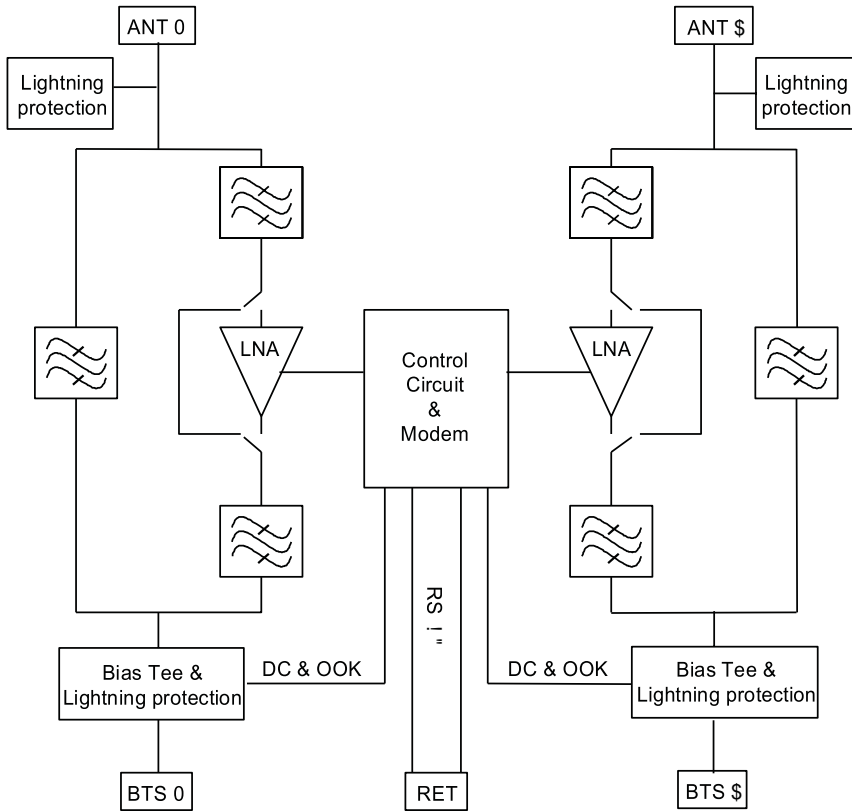 ANT 0
ANT $
Lightning
protection
Lightning
protection
LNA
LNA
Control
Circuit
&
Modem
RS ! "
DC & OOK
DC & OOK
Bias Tee &
Lightning protection
Bias Tee &
Lightning protection
BTS 0
RET
BTS $